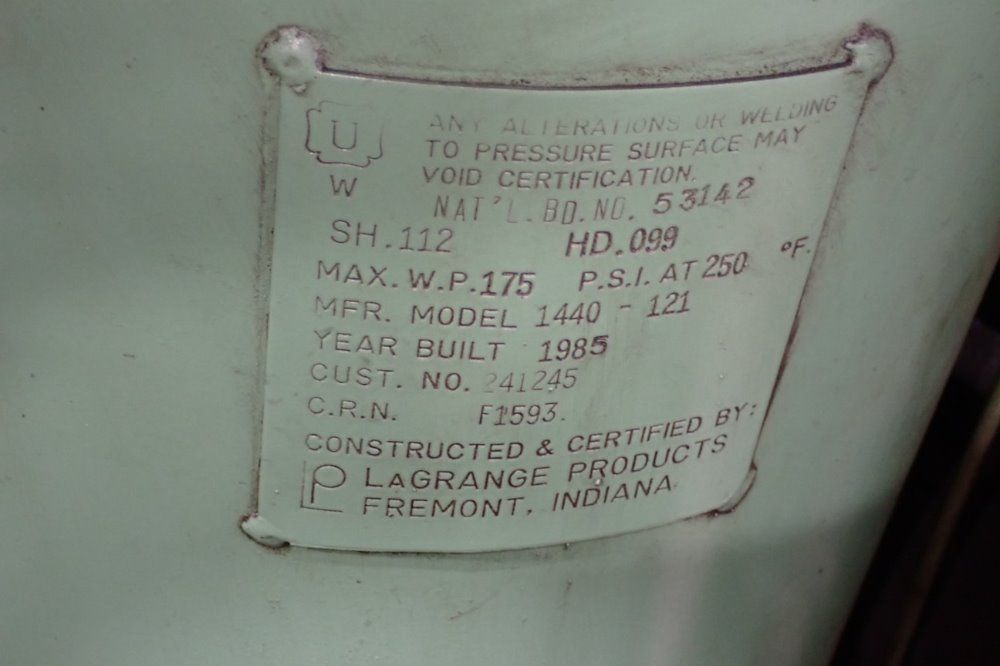 U
W
ANY ALTERATIONS OR WELDING
TO PRESSURE SURFACE MAY
VOID CERTIFICATION.
NAT'L. BD. NO. 53142
SH. 112 HD. 099
MAX. W.P. 175 P.S.I. AT 250 °F.
MFR. MODEL 1440 - 121
YEAR BUILT 1985
CUST. NO. 241245
C.R.N. F1593.
CONSTRUCTED & CERTIFIED BY:
LP LAGRANGE PRODUCTS
FREMONT, INDIANA.